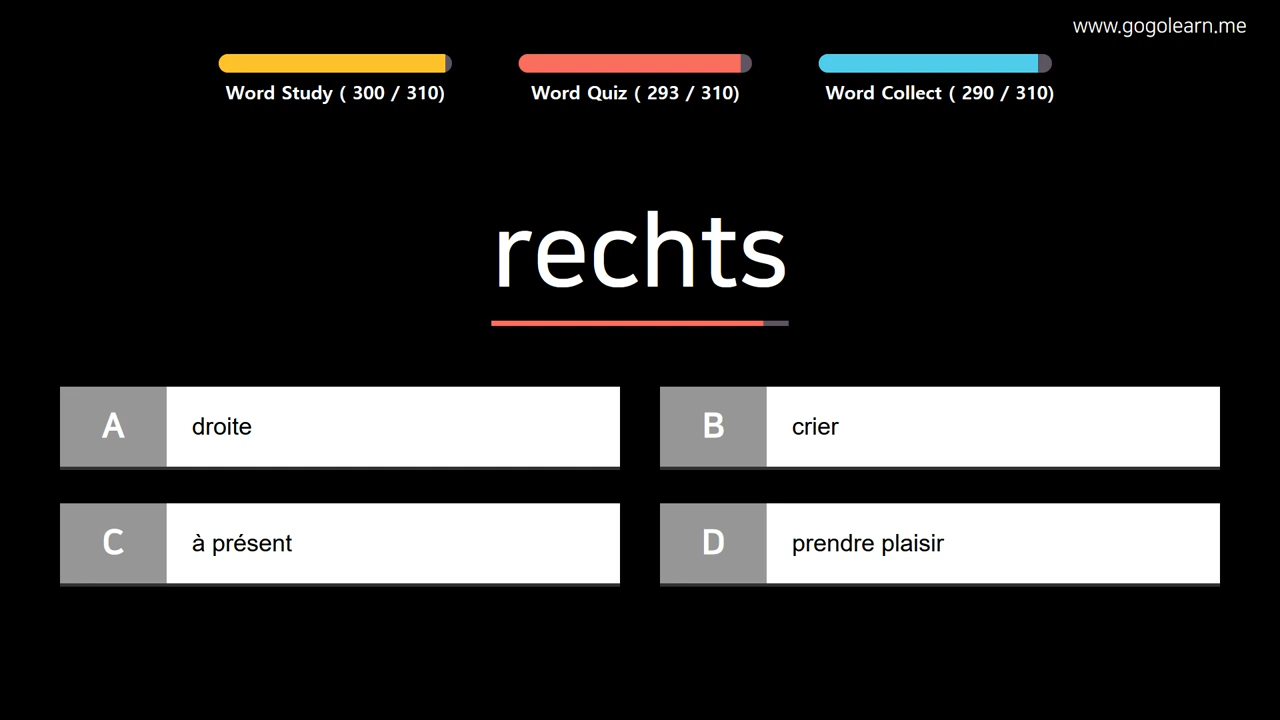 www.gogolearn.me
Word Study ( 300 / 310)
Word Quiz ( 293 / 310)
Word Collect ( 290 / 310)
rechts
A droite
B crier
C à présent
D prendre plaisir